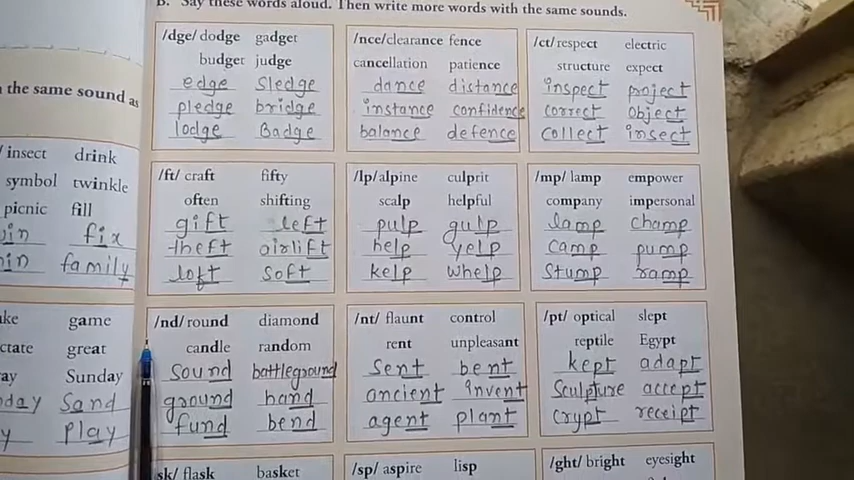 B. Say these words aloud. Then write more words with the same sounds.
/dge/ dodge gadget
budget judge
edge Sledge
pledge bridge
lodge Badge
/nce/clearance fence
cancellation patience
dance distance
instance confidence
balance defence
/ct/ respect electric
structure expect
inspect project
correct object
collect insect
/ft/ craft fifty
often shifting
gift left
theft airlift
loft soft
/lp/alpine culprit
scalp helpful
pulp gulp
help yelp
kelp whelp
/mp/ lamp empower
company impersonal
lamp champ
camp pump
Stump ramp
/nd/ round diamond
candle random
sound battleground
ground hand
fund bend
/nt/ flaunt control
rent unpleasant
Sent bent
ancient invent
agent plant
/pt/ optical slept
reptile Egypt
kept adapt
Sculpture accept
crypt receipt
sk/ flask basket
/sp/ aspire lisp
/ght/ bright eyesight
n the same sound as
/ insect drink
symbol twinkle
picnic fill
fix
family
game
great
Sunday
Sand
play